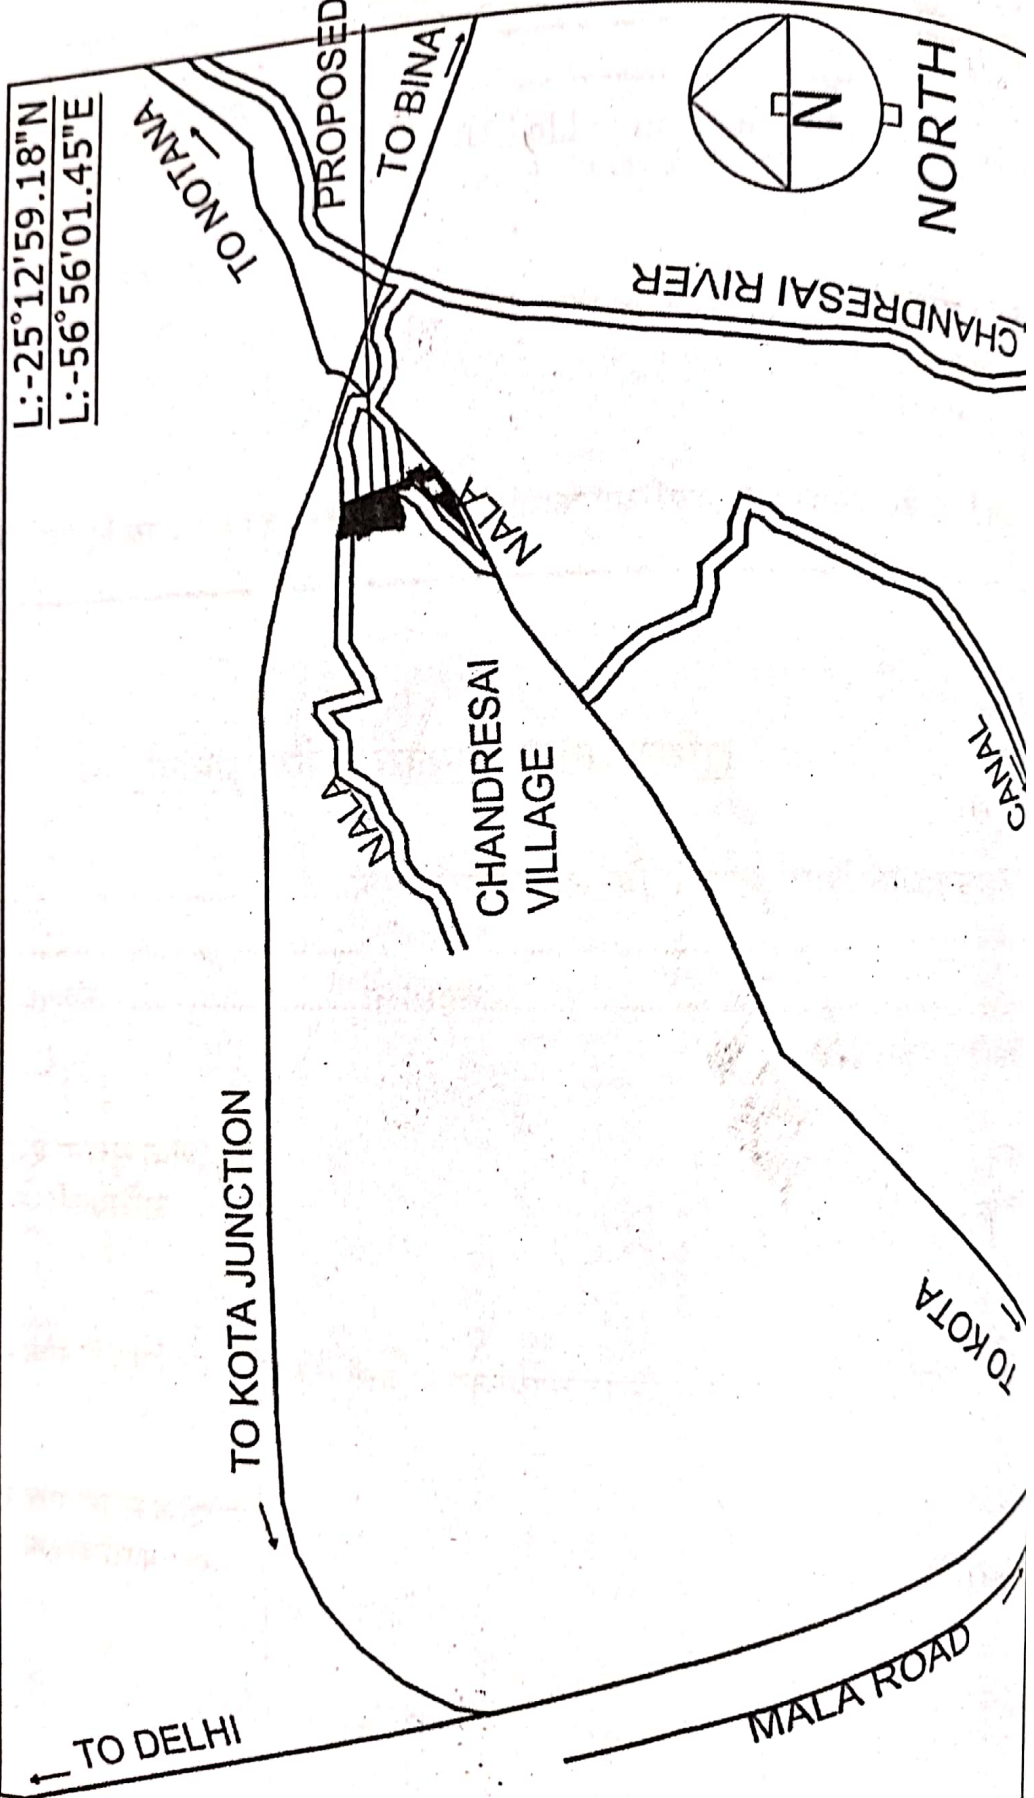 L:-25°12'59.18"N
L:-56°56'01.45"E
TO NOTANA
PROPOSED
TO BINA
N
NORTH
CHANDRESAI RIVER
NALA
NALA
CHANDRESAI
VILLAGE
CANAL
TO KOTA JUNCTION
TO KOTA
TO DELHI
MALA ROAD